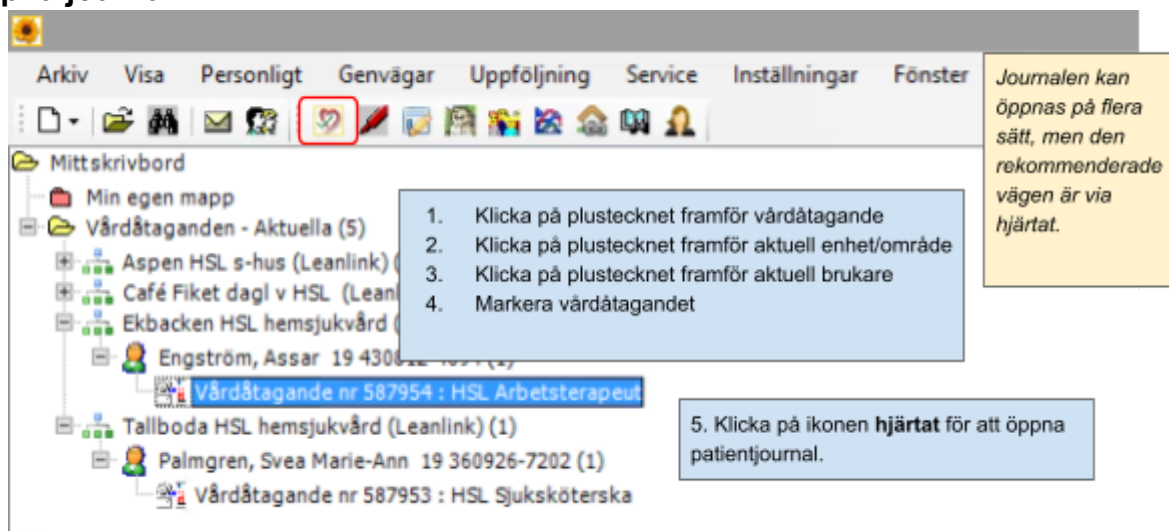 Arkiv Visa Personligt Genvägar Uppföljning Service Inställningar Fönster
Journalen kan
öppnas på flera
sätt, men den
rekommenderade
vägen är via
hjärtat.
Mitt skrivbord
Min egen mapp
Vårdåtaganden - Aktuella (5)
Aspen HSL s-hus (Leanlink) (
Café Fiket dagl v HSL (Leanl
Ekbacken HSL hemsjukvård (
Engström, Assar 19
Vårdåtagande nr 587954 : HSL Arbetsterapeut
Tallboda HSL hemsjukvård (Leanlink) (1)
Palmgren, Svea Marie-Ann 19 360926-7202 (1)
Vårdåtagande nr 587953 : HSL Sjuksköterska
1. Klicka på plustecknet framför vårdåtagande
2. Klicka på plustecknet framför aktuell enhet/område
3. Klicka på plustecknet framför aktuell brukare
4. Markera vårdåtagandet
5. Klicka på ikonen hjärtat för att öppna
patientjournal.